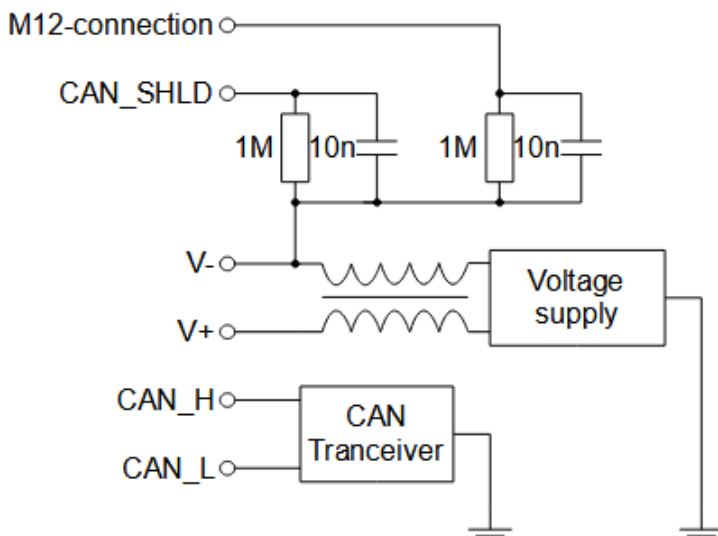 M12-connection
CAN_SHLD
1M 10n 1M 10n
V-
Voltage
supply
V+
CAN_H
CAN
Tranceiver
CAN_L